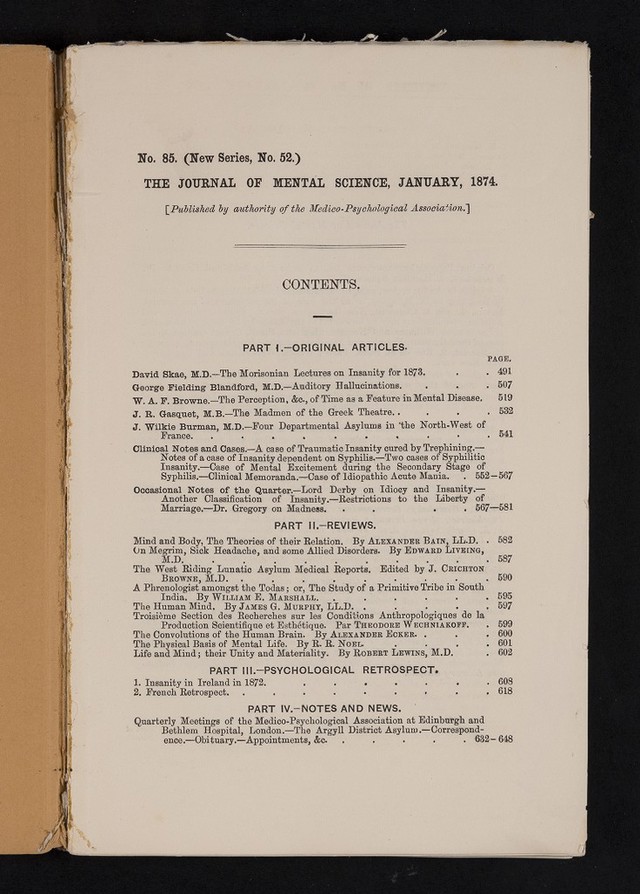 No. 85. (New Series, No. 52.)
THE JOURNAL OF MENTAL SCIENCE, JANUARY, 1874.
[Published by authority of the Medico-Psychological Association.]
CONTENTS.
PART I.—ORIGINAL ARTICLES.
PAGE.
David Skae, M.D.—The Morisonian Lectures on Insanity for 1873. . . 491
George Fielding Blandford, M.D.—Auditory Hallucinations. . . . 507
W. A. F. Browne.—The Perception, &c., of Time as a Feature in Mental Disease. 519
J. R. Gasquet, M.B.—The Madmen of the Greek Theatre. . . . . 532
J. Wilkie Burman, M.D.—Four Departmental Asylums in the North-West of
France. . . . . . . . . . . 541
Clinical Notes and Cases.—A case of Traumatic Insanity cured by Trephining.—
Notes of a case of Insanity dependent on Syphilis.—Two cases of Syphilitic
Insanity.—Case of Mental Excitement during the Secondary Stage of
Syphilis.—Clinical Memoranda.—Case of Idiopathic Acute Mania. . 552—567
Occasional Notes of the Quarter.—Lord Derby on Idiocy and Insanity.—
Another Classification of Insanity.—Restrictions to the Liberty of
Marriage.—Dr. Gregory on Madness. . . . . 567—581
PART II.—REVIEWS.
Mind and Body, The Theories of their Relation. By ALEXANDER BAIN, LL.D. . 582
On Megrim, Sick Headache, and some Allied Disorders. By EDWARD LIVEING,
M.D. . . . . . . . . . . . 587
The West Riding Lunatic Asylum Medical Reports. Edited by J. CRICHTON
BROWNE, M.D. . . . . . . . . . 590
A Phrenologist amongst the Todas; or, The Study of a Primitive Tribe in South
India. By WILLIAM E. MARSHALL. . . . . . . 595
The Human Mind. By JAMES G. MURPHY, LL.D. . . . . . 597
Troisième Section des Recherches sur les Conditions Anthropologiques de la
Production Scientifique et Esthétique. Par THEODORE WECHNIAKOFF. . 599
The Convolutions of the Human Brain. By ALEXANDER ECKER. . . . 600
The Physical Basis of Mental Life. By R. R. NOEL. . . . . 601
Life and Mind; their Unity and Materiality. By ROBERT LEWINS, M.D. . 602
PART III.—PSYCHOLOGICAL RETROSPECT.
1. Insanity in Ireland in 1872. . . . . . . . 608
2. French Retrospect. . . . . . . . . . 618
PART IV.—NOTES AND NEWS.
Quarterly Meetings of the Medico-Psychological Association at Edinburgh and
Bethlem Hospital, London.—The Argyll District Asylum.—Correspond-
ence.—Obituary.—Appointments, &c. . . . . . 632—648